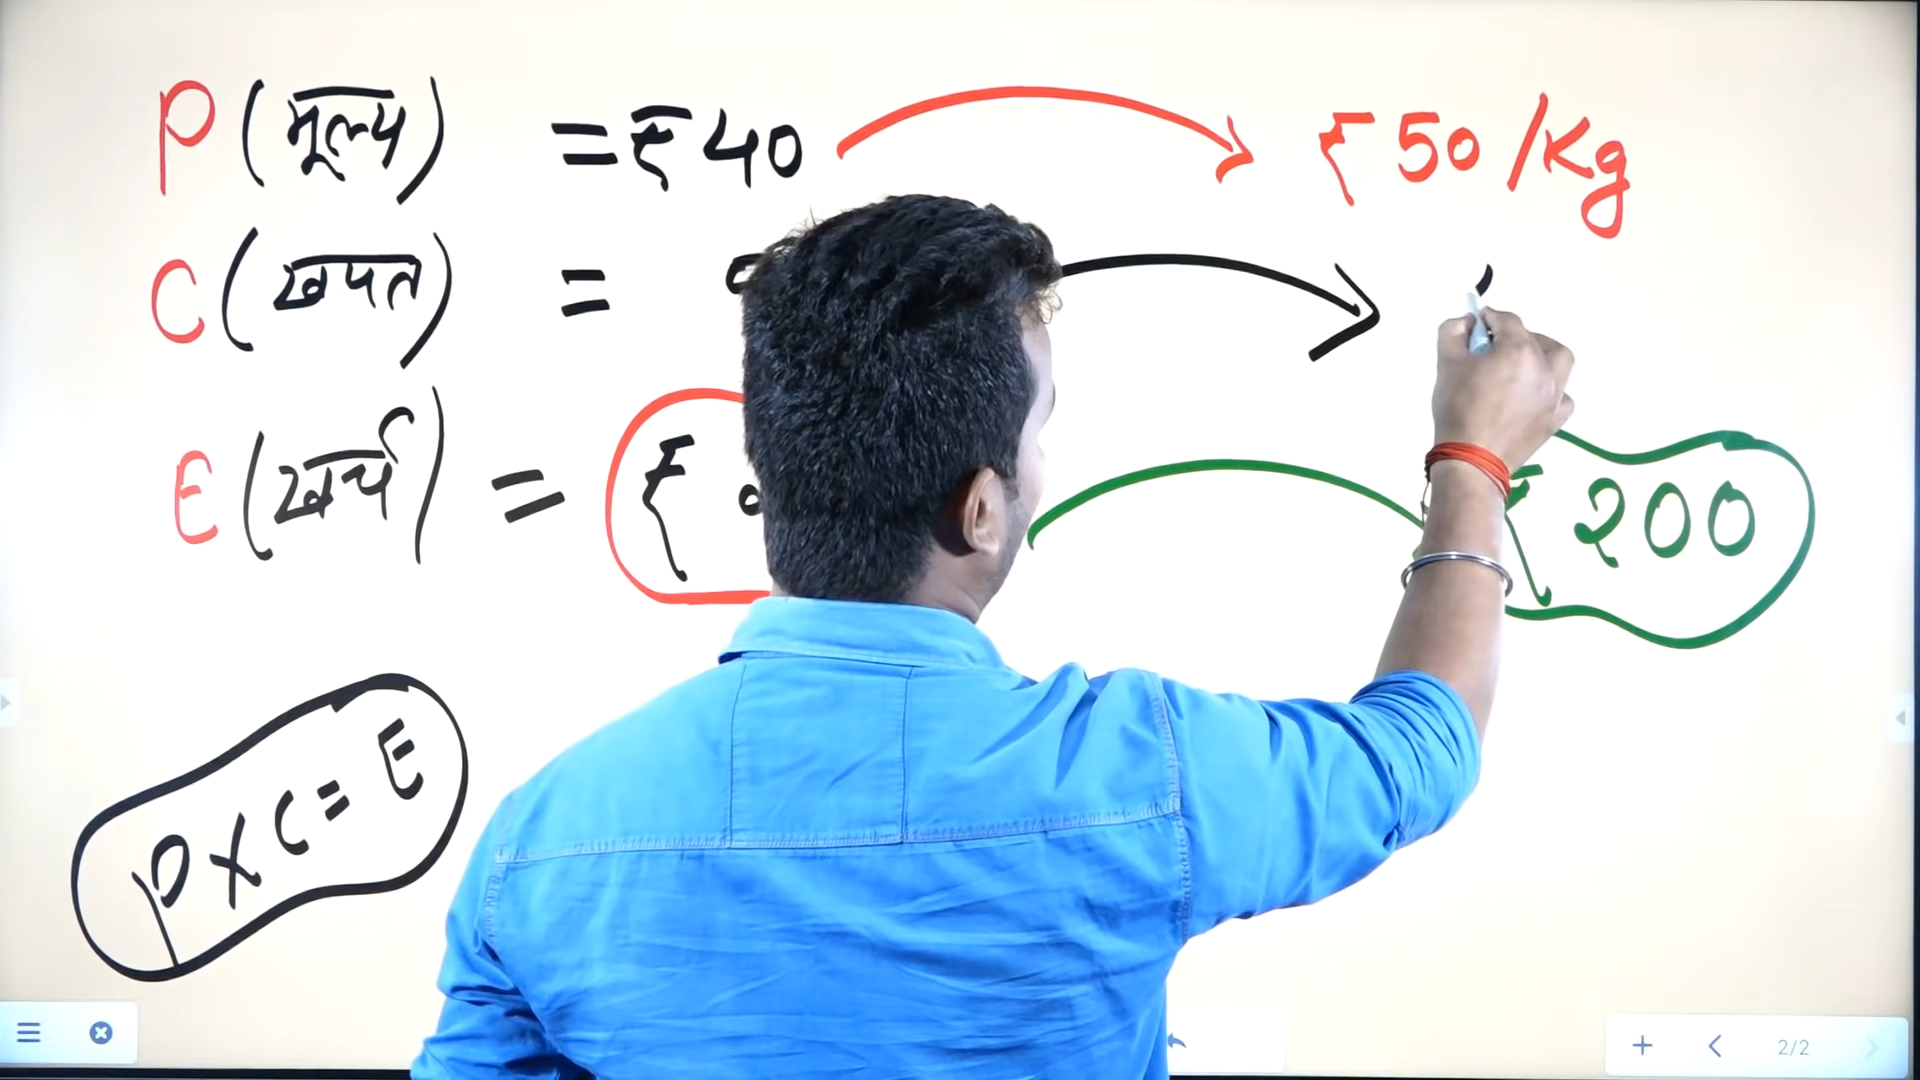 P (मूल्य) = ₹ 40 ₹ 50 /Kg
C (खपत) =
E (खर्च) = ₹ ₹ 200
P X C = E
2/2